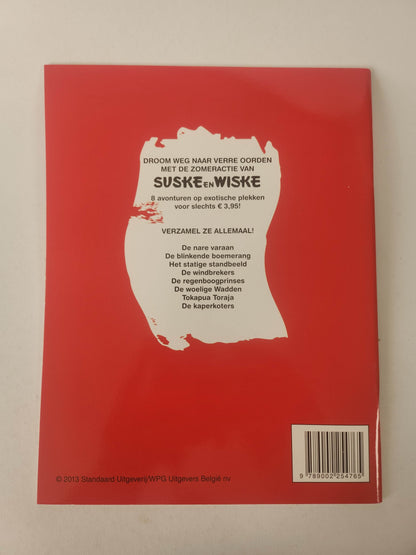 DROOM WEG NAAR VERRE OORDEN
MET DE ZOMERACTIE VAN
SUSKE EN WISKE
8 avonturen op exotische plekken
voor slechts € 3,95!
VERZAMEL ZE ALLEMAAL!
De nare varaan
De blinkende boemerang
Het statige standbeeld
De windbrekers
De regenboogprinses
De woelige Wadden
Tokapua Toraja
De kaperkoters
© 2013 Standaard Uitgeverij/WPG Uitgevers België nv
9 789002 254765